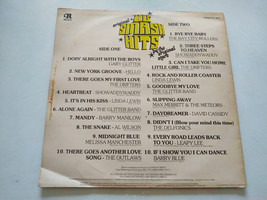 SMASH
HITS
SIDE ONE
1. DOIN' ALRIGHT WITH THE BOYS
GARY GLITTER
2. NEW YORK GROOVE - HELLO
3. THERE GOES MY FIRST LOVE
THE DRIFTERS
4. HEARTBEAT - SHOWADDYWADDY
5. IT'S IN HIS KISS - LINDA LEWIS
6. ALONE AGAIN - THE GLITTER BAND
7. MANDY - BARRY MANILOW
8. THE SNAKE - AL WILSON
9. MIDNIGHT BLUE
MELISSA MANCHESTER
10. THERE GOES ANOTHER LOVE
SONG - THE OUTLAWS
SIDE TWO
1. BYE BYE BABY
THE BAY CITY ROLLERS
2. THREE STEPS TO
HEAVEN
SHOWADDYWADDY
3. CAN I TAKE YOU HOME
LITTLE GIRL THE DRIFTERS
4. ROCK AND ROLLER COASTER
LINDA LEWIS
5. GOODBYE MY LOVE
THE GLITTER BAND
6. SLIPPING AWAY
MAX MERRITT & THE METEORS
7. DAYDREAMER - DAVID CASSIDY
8. DIDN'T I (Blow your mind this time)
THE DELFONICS
9. EVERY ROAD LEADS BACK
TO YOU - LEAPY LEE
10. IF I SHOW YOU I CAN DANCE
BARRY BLUE